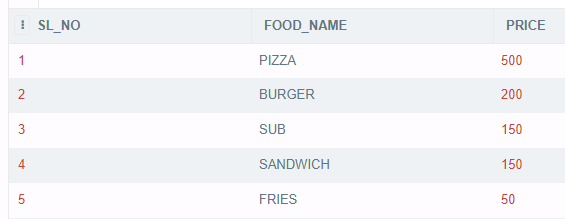 SL_NO FOOD_NAME PRICE
1 PIZZA 500
2 BURGER 200
3 SUB 150
4 SANDWICH 150
5 FRIES 50